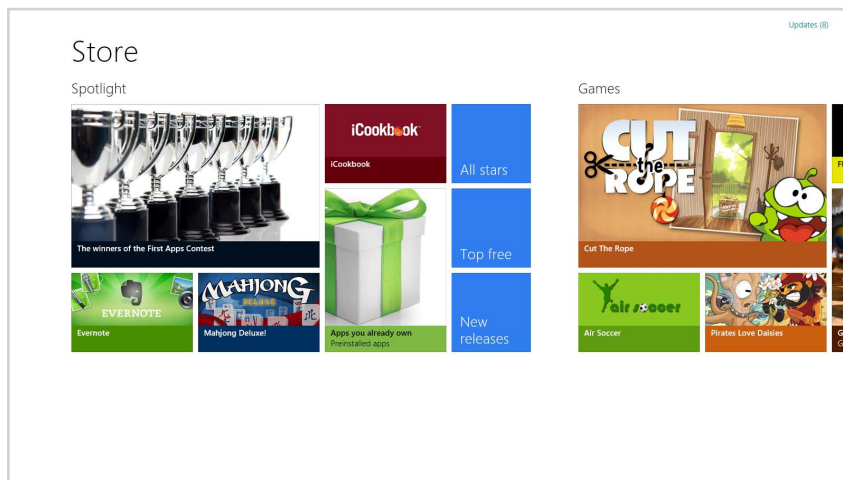 Updates (8)
Store
Spotlight
Games
iCookbook
iCookbook
All stars
The winners of the First Apps Contest
Top free
EVERNOTE
Evernote
MAHJONG
DELUXE
Mahjong Deluxe!
Apps you already own
Preinstalled apps
New
releases
CUT
the
ROPE
Cut The Rope
air soccer
Air Soccer
Pirates Love Daisies